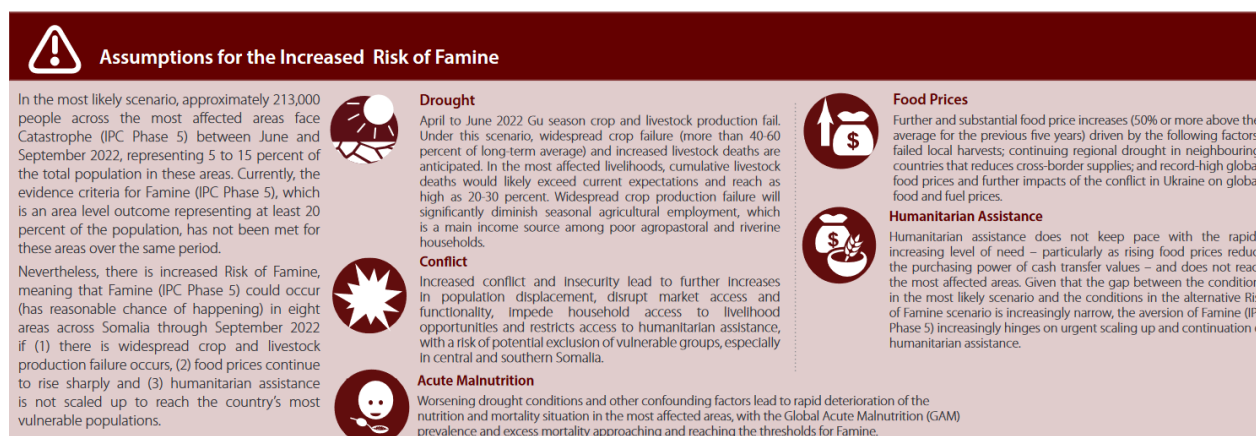 Assumptions for the Increased Risk of Famine
In the most likely scenario, approximately 213,000
people across the most affected areas face
Catastrophe (IPC Phase 5) between June and
September 2022, representing 5 to 15 percent of
the total population in these areas. Currently, the
evidence criteria for Famine (IPC Phase 5), which
is an area level outcome representing at least 20
percent of the population, has not been met for
these areas over the same period.
Nevertheless, there is increased Risk of Famine,
meaning that Famine (IPC Phase 5) could occur
(has reasonable chance of happening) in eight
areas across Somalia through September 2022
if (1) there is widespread crop and livestock
production failure occurs, (2) food prices continue
to rise sharply and (3) humanitarian assistance
is not scaled up to reach the country's most
vulnerable populations.
Drought
April to June 2022 Gu season crop and livestock production fail.
Under this scenario, widespread crop failure (more than 40-60
percent of long-term average) and increased livestock deaths are
anticipated. In the most affected livelihoods, cumulative livestock
deaths would likely exceed current expectations and reach as
high as 20-30 percent. Widespread crop production failure will
significantly diminish seasonal agricultural employment, which
is a main income source among poor agropastoral and riverine
households.
Conflict
Increased conflict and insecurity lead to further increases
in population displacement, disrupt market access and
functionality, impede household access to livelihood
opportunities and restricts access to humanitarian assistance,
with a risk of potential exclusion of vulnerable groups, especially
in central and southern Somalia.
Acute Malnutrition
Worsening drought conditions and other confounding factors lead to rapid deterioration of the
nutrition and mortality situation in the most affected areas, with the Global Acute Malnutrition (GAM)
prevalence and excess mortality approaching and reaching the thresholds for Famine.
$
Food Prices
Further and substantial food price increases (50% or more above the
average for the previous five years) driven by the following factors
failed local harvests; continuing regional drought in neighbouring
countries that reduces cross-border supplies; and record-high global
food prices and further impacts of the conflict in Ukraine on global
food and fuel prices.
$
Humanitarian Assistance
Humanitarian assistance does not keep pace with the rapid
increasing level of need – particularly as rising food prices reduc
the purchasing power of cash transfer values – and does not reac
the most affected areas. Given that the gap between the condition
in the most likely scenario and the conditions in the alternative Ris
of Famine scenario is increasingly narrow, the aversion of Famine (IP
Phase 5) increasingly hinges on urgent scaling up and continuation
humanitarian assistance.